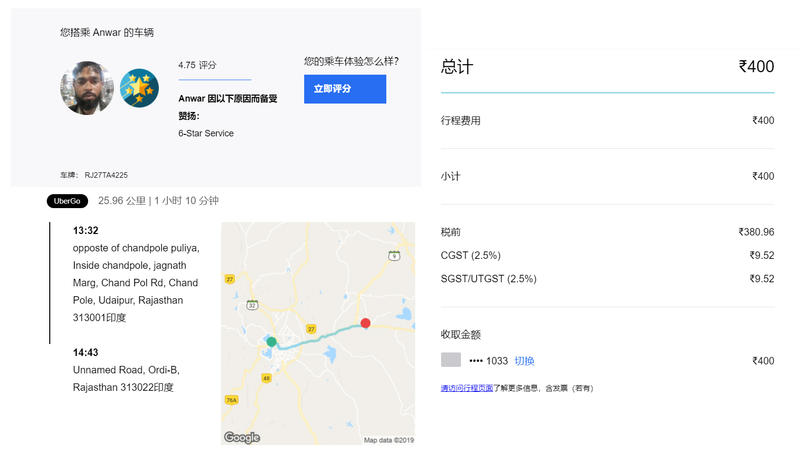 您搭乘 Anwar 的车辆
4.75 评分
Anwar 因以下原因而备受
赞扬：
6-Star Service
您的乘车体验怎么样?
立即评分
车牌： RJ27TA4225
UberGo 25.96 公里 | 1 小时 10 分钟
13:32
opposte of chandpole puliya,
Inside chandpole, jagnath
Marg, Chand Pol Rd, Chand
Pole, Udaipur, Rajasthan
313001印度
14:43
Unnamed Road, Ordi-B,
Rajasthan 313022印度
9
27
32
27
48
76A
Google
Map data ©2019
总计 ₹400
行程费用 ₹400
小计 ₹400
税前 ₹380.96
CGST (2.5%) ₹9.52
SGST/UTGST (2.5%) ₹9.52
收取金额
•••• 1033 切换 ₹400
请访问行程页面了解更多信息，含发票（若有）